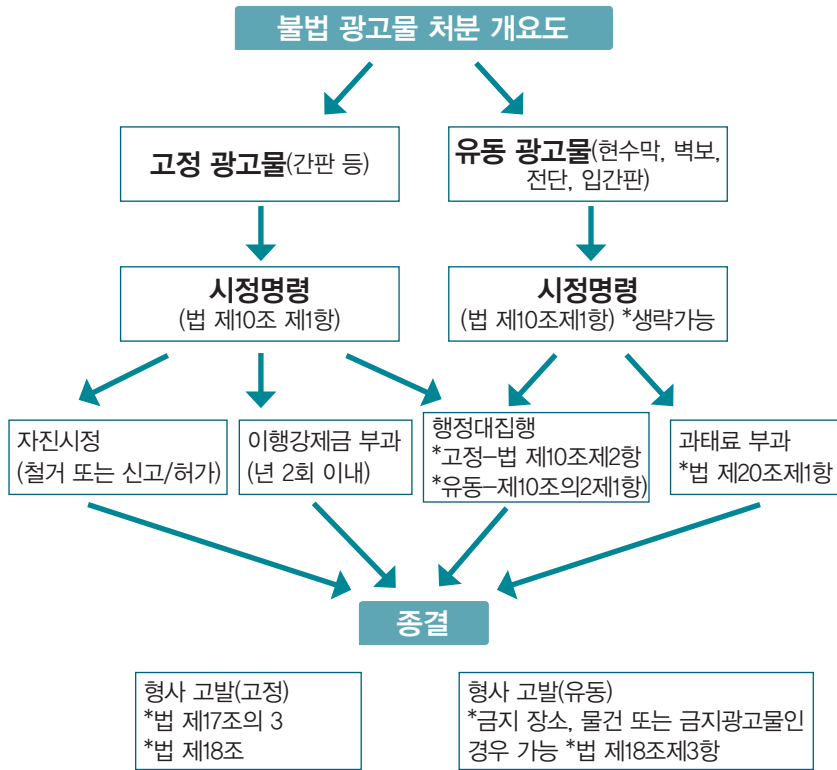 불법 광고물 처분 개요도
고정 광고물(간판 등)
유동 광고물(현수막, 벽보,
전단, 입간판)
시정명령
(법 제10조 제1항)
시정명령
(법 제10조제1항) *생략가능
자진시정
(철거 또는 신고/허가)
이행강제금 부과
(년 2회 이내)
행정대집행
*고정-법 제10조제2항
*유동-제10조의2제1항)
과태료 부과
*법 제20조제1항
종결
형사 고발(고정)
*법 제17조의 3
*법 제18조
형사 고발(유동)
*금지 장소, 물건 또는 금지광고물인
경우 가능 *법 제18조제3항